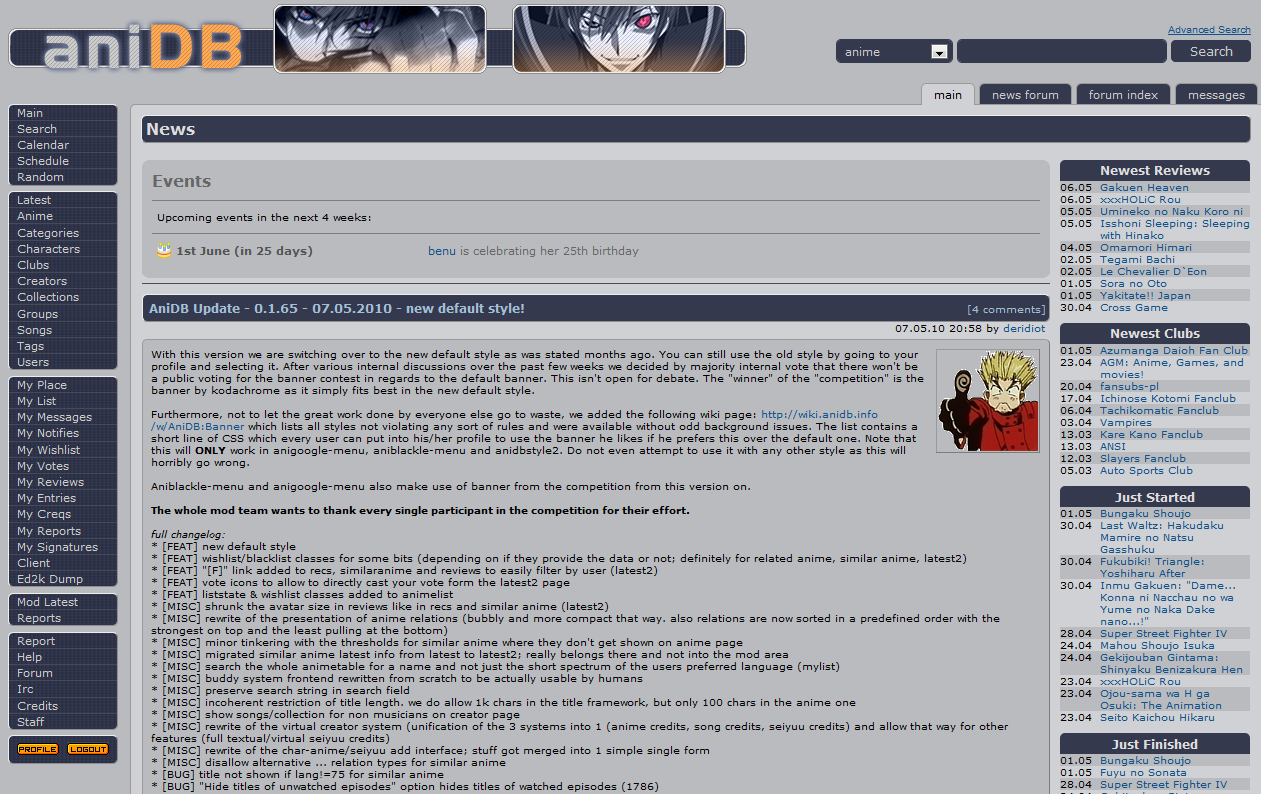 aniDB
Advanced Search
anime
Search
main
news forum
forum index
messages
Main
Search
Calendar
Schedule
Random
Latest
Anime
Categories
Characters
Clubs
Creators
Collections
Groups
Songs
Tags
Users
My Place
My List
My Messages
My Notifies
My Wishlist
My Votes
My Reviews
My Entries
My Creqs
My Reports
My Signatures
Client
Ed2k Dump
Mod Latest
Reports
Report
Help
Forum
Irc
Credits
Staff
PROFILE LOGOUT
News
Events
Upcoming events in the next 4 weeks:
1st June (in 25 days) benu is celebrating her 25th birthday
AniDB Update - 0.1.65 - 07.05.2010 - new default style! [4 comments]
07.05.10 20:58 by deridiot
With this version we are switching over to the new default style as was stated months ago. You can still use the old style by going to your
profile and selecting it. After various internal discussions over the past few weeks we decided by majority internal vote that there won't be
a public voting for the banner contest in regards to the default banner. This isn't open for debate. The "winner" of the "competition" is the
banner by kodachrome as it simply fits best in the new default style.
Furthermore, not to let the great work done by everyone else go to waste, we added the following wiki page: http://wiki.anidb.info
/w/AniDB:Banner which lists all styles not violating any sort of rules and were available without odd background issues. The list contains a
short line of CSS which every user can put into his/her profile to use the banner he likes if he prefers this over the default one. Note that
this will ONLY work in anigoogle-menu, aniblackle-menu and anidbstyle2. Do not even attempt to use it with any other style as this will
horribly go wrong.
Aniblackle-menu and anigoogle-menu also make use of banner from the competition from this version on.
The whole mod team wants to thank every single participant in the competition for their effort.
full changelog:
* [FEAT] new default style
* [FEAT] wishlist/blacklist classes for some bits (depending on if they provide the data or not; definitely for related anime, similar anime, latest2)
* [FEAT] "[F]" link added to recs, similaranime and reviews to easily filter by user (latest2)
* [FEAT] vote icons to allow to directly cast your vote form the latest2 page
* [FEAT] liststate & wishlist classes added to animelist
* [MISC] shrunk the avatar size in reviews like in recs and similar anime (latest2)
* [MISC] rewrite of the presentation of anime relations (bubbly and more compact that way. also relations are now sorted in a predefined order with the
strongest on top and the least pulling at the bottom)
* [MISC] minor tinkering with the thresholds for similar anime where they don't get shown on anime page
* [MISC] migrated similar anime latest info from latest to latest2; really belongs there and not into the mod area
* [MISC] search the whole animetable for a name and not just the short spectrum of the users preferred language (mylist)
* [MISC] buddy system frontend rewritten from scratch to be actually usable by humans
* [MISC] preserve search string in search field
* [MISC] incoherent restriction of title length. we do allow 1k chars in the title framework, but only 100 chars in the anime one
* [MISC] show songs/collection for non musicians on creator page
* [MISC] rewrite of the virtual creator system (unification of the 3 systems into 1 (anime credits, song credits, seiyuu credits) and allow that way for other
features (full textual/virtual seiyuu credits)
* [MISC] rewrite of the char-anime/seiyuu add interface; stuff got merged into 1 simple single form
* [MISC] disallow alternative ... relation types for similar anime
* [BUG] title not shown if lang!=75 for similar anime
* [BUG] "Hide titles of unwatched episodes" option hides titles of watched episodes (1786)
Newest Reviews
06.05 Gakuen Heaven
06.05 xxxHOLiC Rou
05.05 Umineko no Naku Koro ni
05.05 Isshoni Sleeping: Sleeping
with Hinako
04.05 Omamori Himari
02.05 Tegami Bachi
02.05 Le Chevalier D`Eon
01.05 Sora no Oto
01.05 Yakitate!! Japan
30.04 Cross Game
Newest Clubs
01.05 Azumanga Daioh Fan Club
23.04 AGM: Anime, Games, and
movies!
20.04 fansubs-pl
17.04 Ichinose Kotomi Fanclub
06.04 Tachikomatic Fanclub
03.04 Vampires
13.03 Kare Kano Fanclub
13.03 ANSI
12.03 Slayers Fanclub
05.03 Auto Sports Club
Just Started
01.05 Bungaku Shoujo
30.04 Last Waltz: Hakudaku
Mamire no Natsu
Gasshuku
30.04 Fukubiki! Triangle:
Yoshiharu After
30.04 Inmu Gakuen: "Dame...
Konna ni Nacchau no wa
Yume no Naka Dake
nano...!"
28.04 Super Street Fighter IV
24.04 Mahou Shoujo Isuka
24.04 Gekijouban Gintama:
Shinyaku Benizakura Hen
23.04 xxxHOLiC Rou
23.04 Ojou-sama wa H ga
Osuki: The Animation
23.04 Seito Kaichou Hikaru
Just Finished
01.05 Bungaku Shoujo
01.05 Fuyu no Sonata
28.04 Super Street Fighter IV